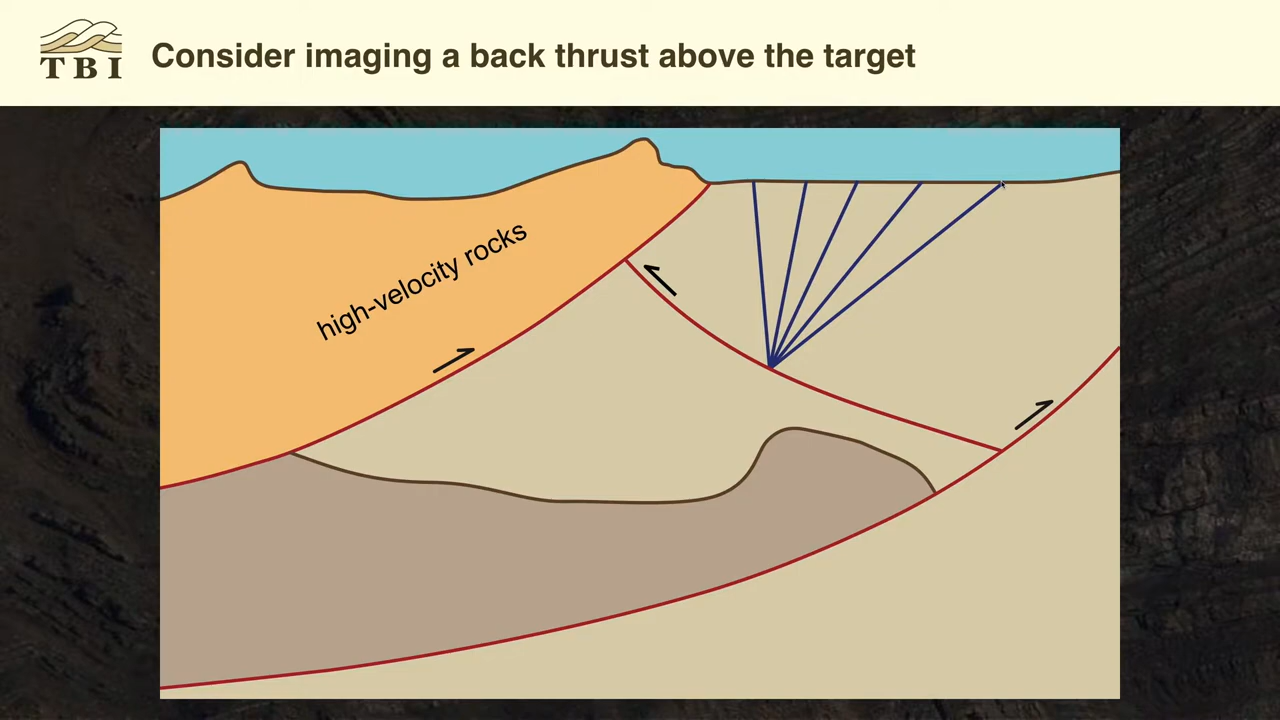 TBI
Consider imaging a back thrust above the target
high-velocity rocks